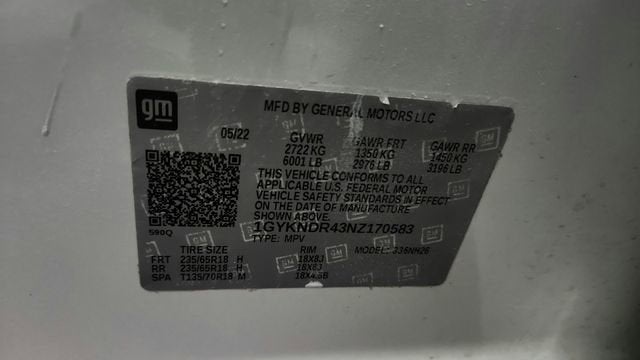 gm
MFD BY GENERAL MOTORS LLC
05/22 GVWR GAWR FRT GAWR RR
2722 KG 1350 KG 1450 KG
6001 LB 2976 LB 3196 LB
THIS VEHICLE CONFORMS TO ALL
APPLICABLE U.S. FEDERAL MOTOR
VEHICLE SAFETY STANDARDS IN EFFECT
ON THE DATE OF MANUFACTURE
SHOWN ABOVE.
1GYKNDR43NZ170583
590Q TYPE: MPV MODEL: 336NH26
TIRE SIZE RIM
FRT 235/65R18 H 18X8J
RR 235/65R18 H 18X8J
SPA T135/70R18 M 18X4.5B